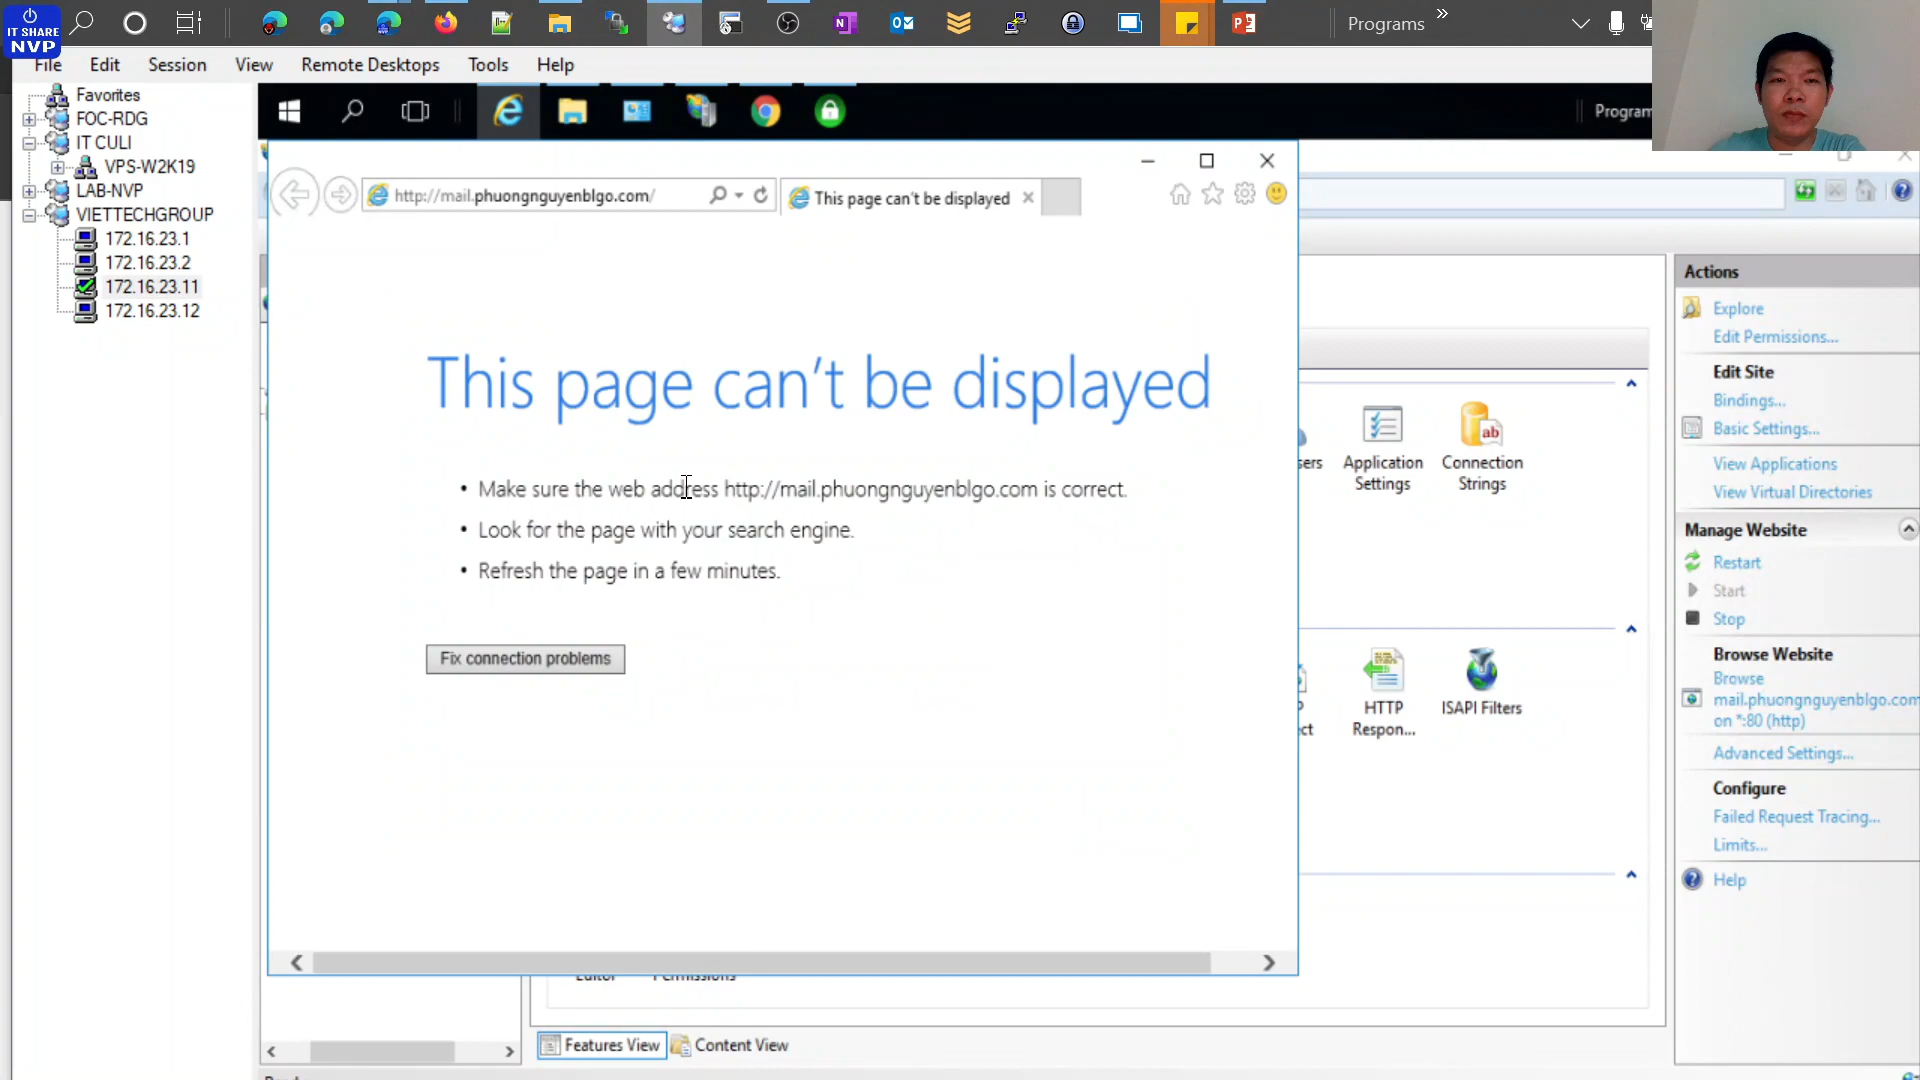 IT SHARE
NVP
Programs
File Edit Session View Remote Desktops Tools Help
Favorites
FOC-RDG
IT CULI
VPS-W2K19
LAB-NVP
VIETTECHGROUP
172.16.23.1
172.16.23.2
172.16.23.11
172.16.23.12
Program
http://mail.phuongnguyenblgo.com/
This page can't be displayed
This page can't be displayed
• Make sure the web address http://mail.phuongnguyenblgo.com is correct.
• Look for the page with your search engine.
• Refresh the page in a few minutes.
Fix connection problems
sers
Application
Settings
Connection
Strings
ab
P
ct
HTTP
Respon...
ISAPI Filters
Editor Permissions
Features View
Content View
Actions
Explore
Edit Permissions...
Edit Site
Bindings...
Basic Settings...
View Applications
View Virtual Directories
Manage Website
Restart
Start
Stop
Browse Website
Browse
mail.phuongnguyenblgo.com
on *:80 (http)
Advanced Settings...
Configure
Failed Request Tracing...
Limits...
Help